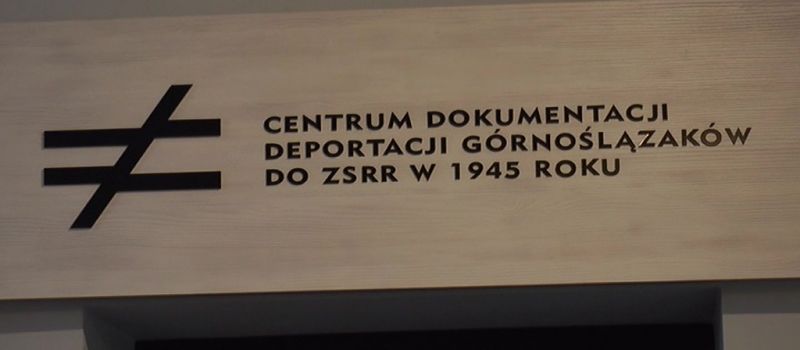 CENTRUM DOKUMENTACJI
DEPORTACJI GÓRNOŚLĄZAKÓW
DO ZSRR W 1945 ROKU